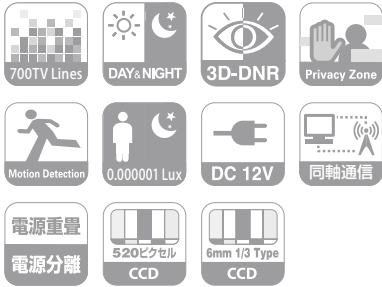 700TV Lines
DAY&NIGHT
3D-DNR
Privacy Zone
Motion Detection
0.000001 Lux
DC 12V
同軸通信
電源重畳
電源分離
520ピクセル
CCD
6mm 1/3 Type
CCD